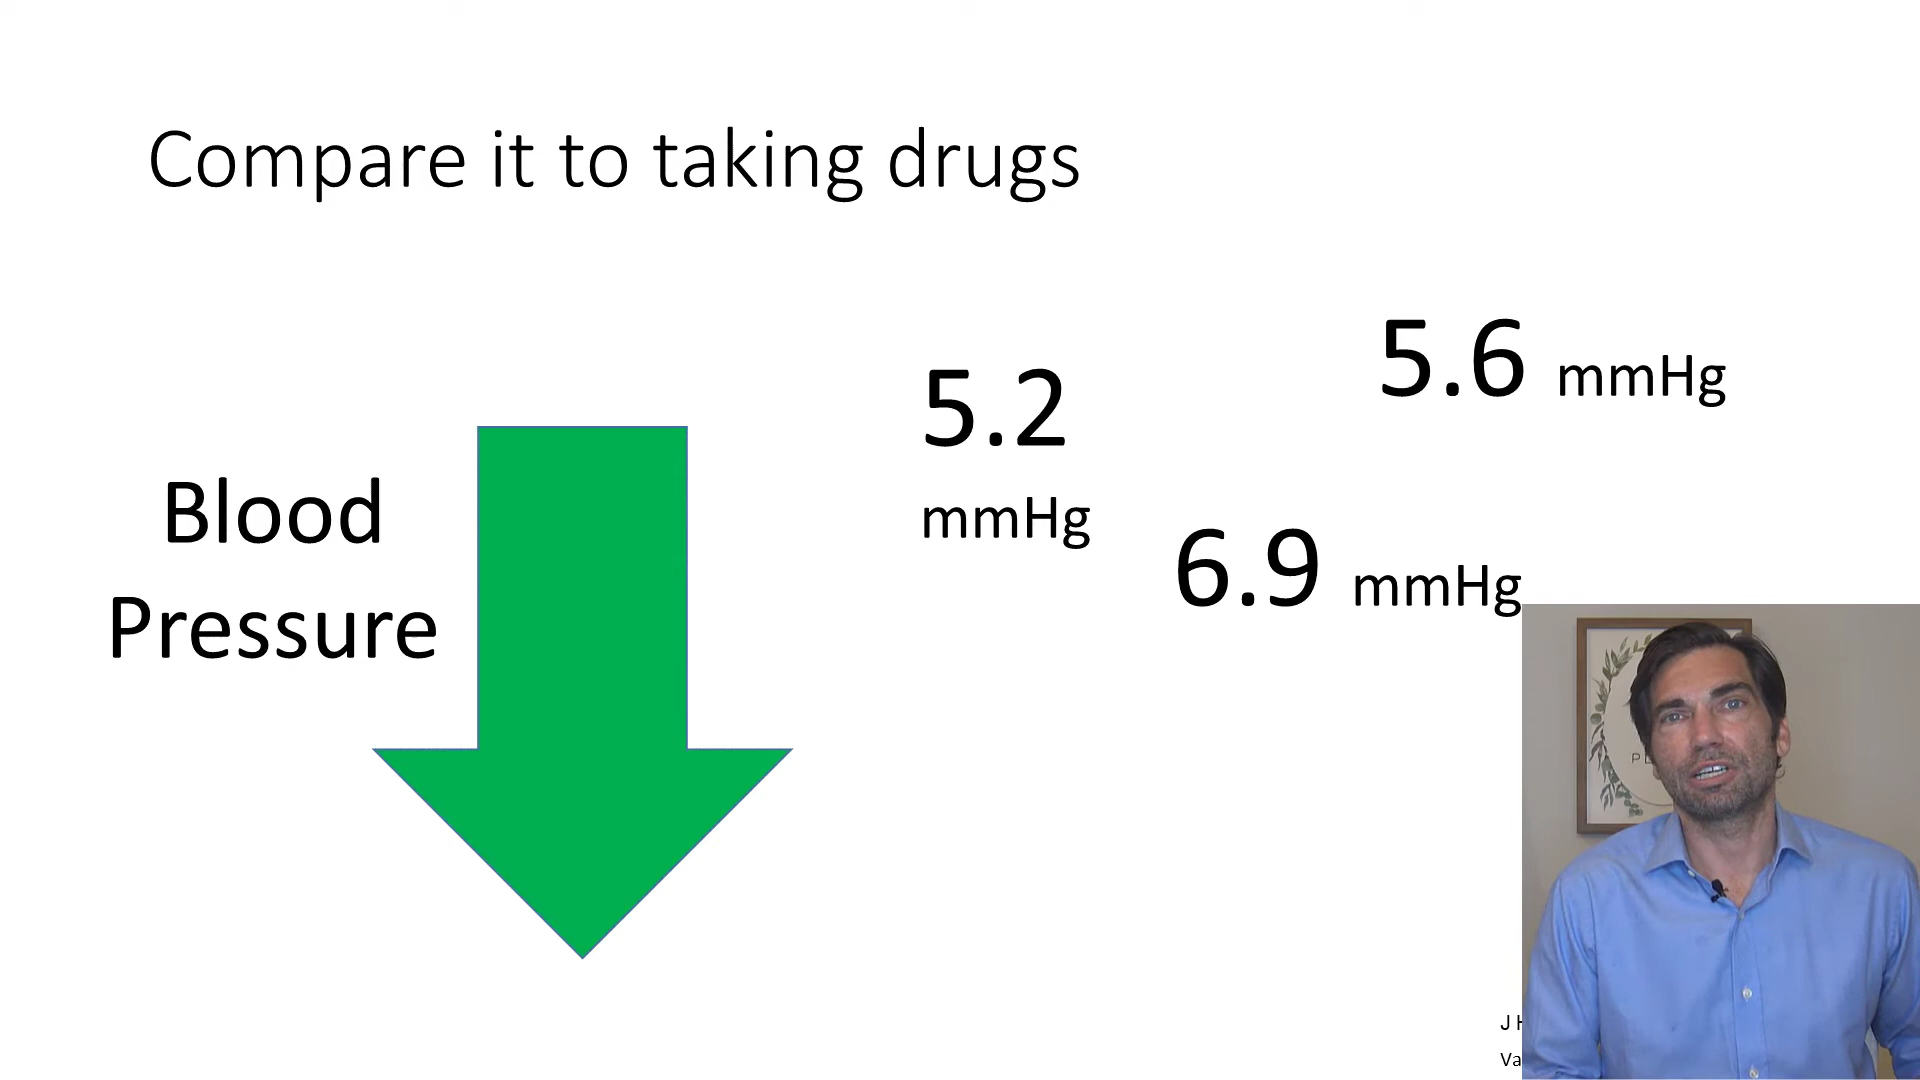 Compare it to taking drugs
5.6 mmHg
5.2
mmHg
Blood
Pressure
6.9 mmHg